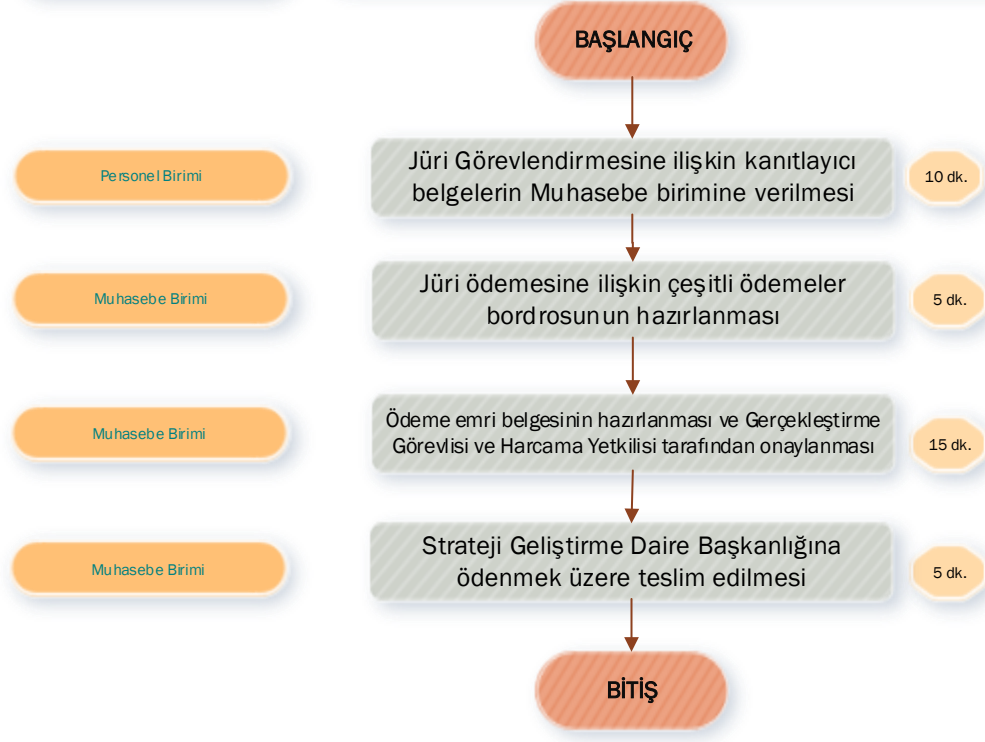 BAŞLANGIÇ
Personel Birimi
Jüri Görevlendirmesine ilişkin kanıtlayıcı
belgelerin Muhasebe birimine verilmesi
10 dk.
Muhasebe Birimi
Jüri ödemesine ilişkin çeşitli ödemeler
bordrosunun hazırlanması
5 dk.
Muhasebe Birimi
Ödeme emri belgesinin hazırlanması ve Gerçekleştirme
Görevlisi ve Harcama Yetkilisi tarafından onaylanması
15 dk.
Muhasebe Birimi
Strateji Geliştirme Daire Başkanlığına
ödenmek üzere teslim edilmesi
5 dk.
BİTİŞ